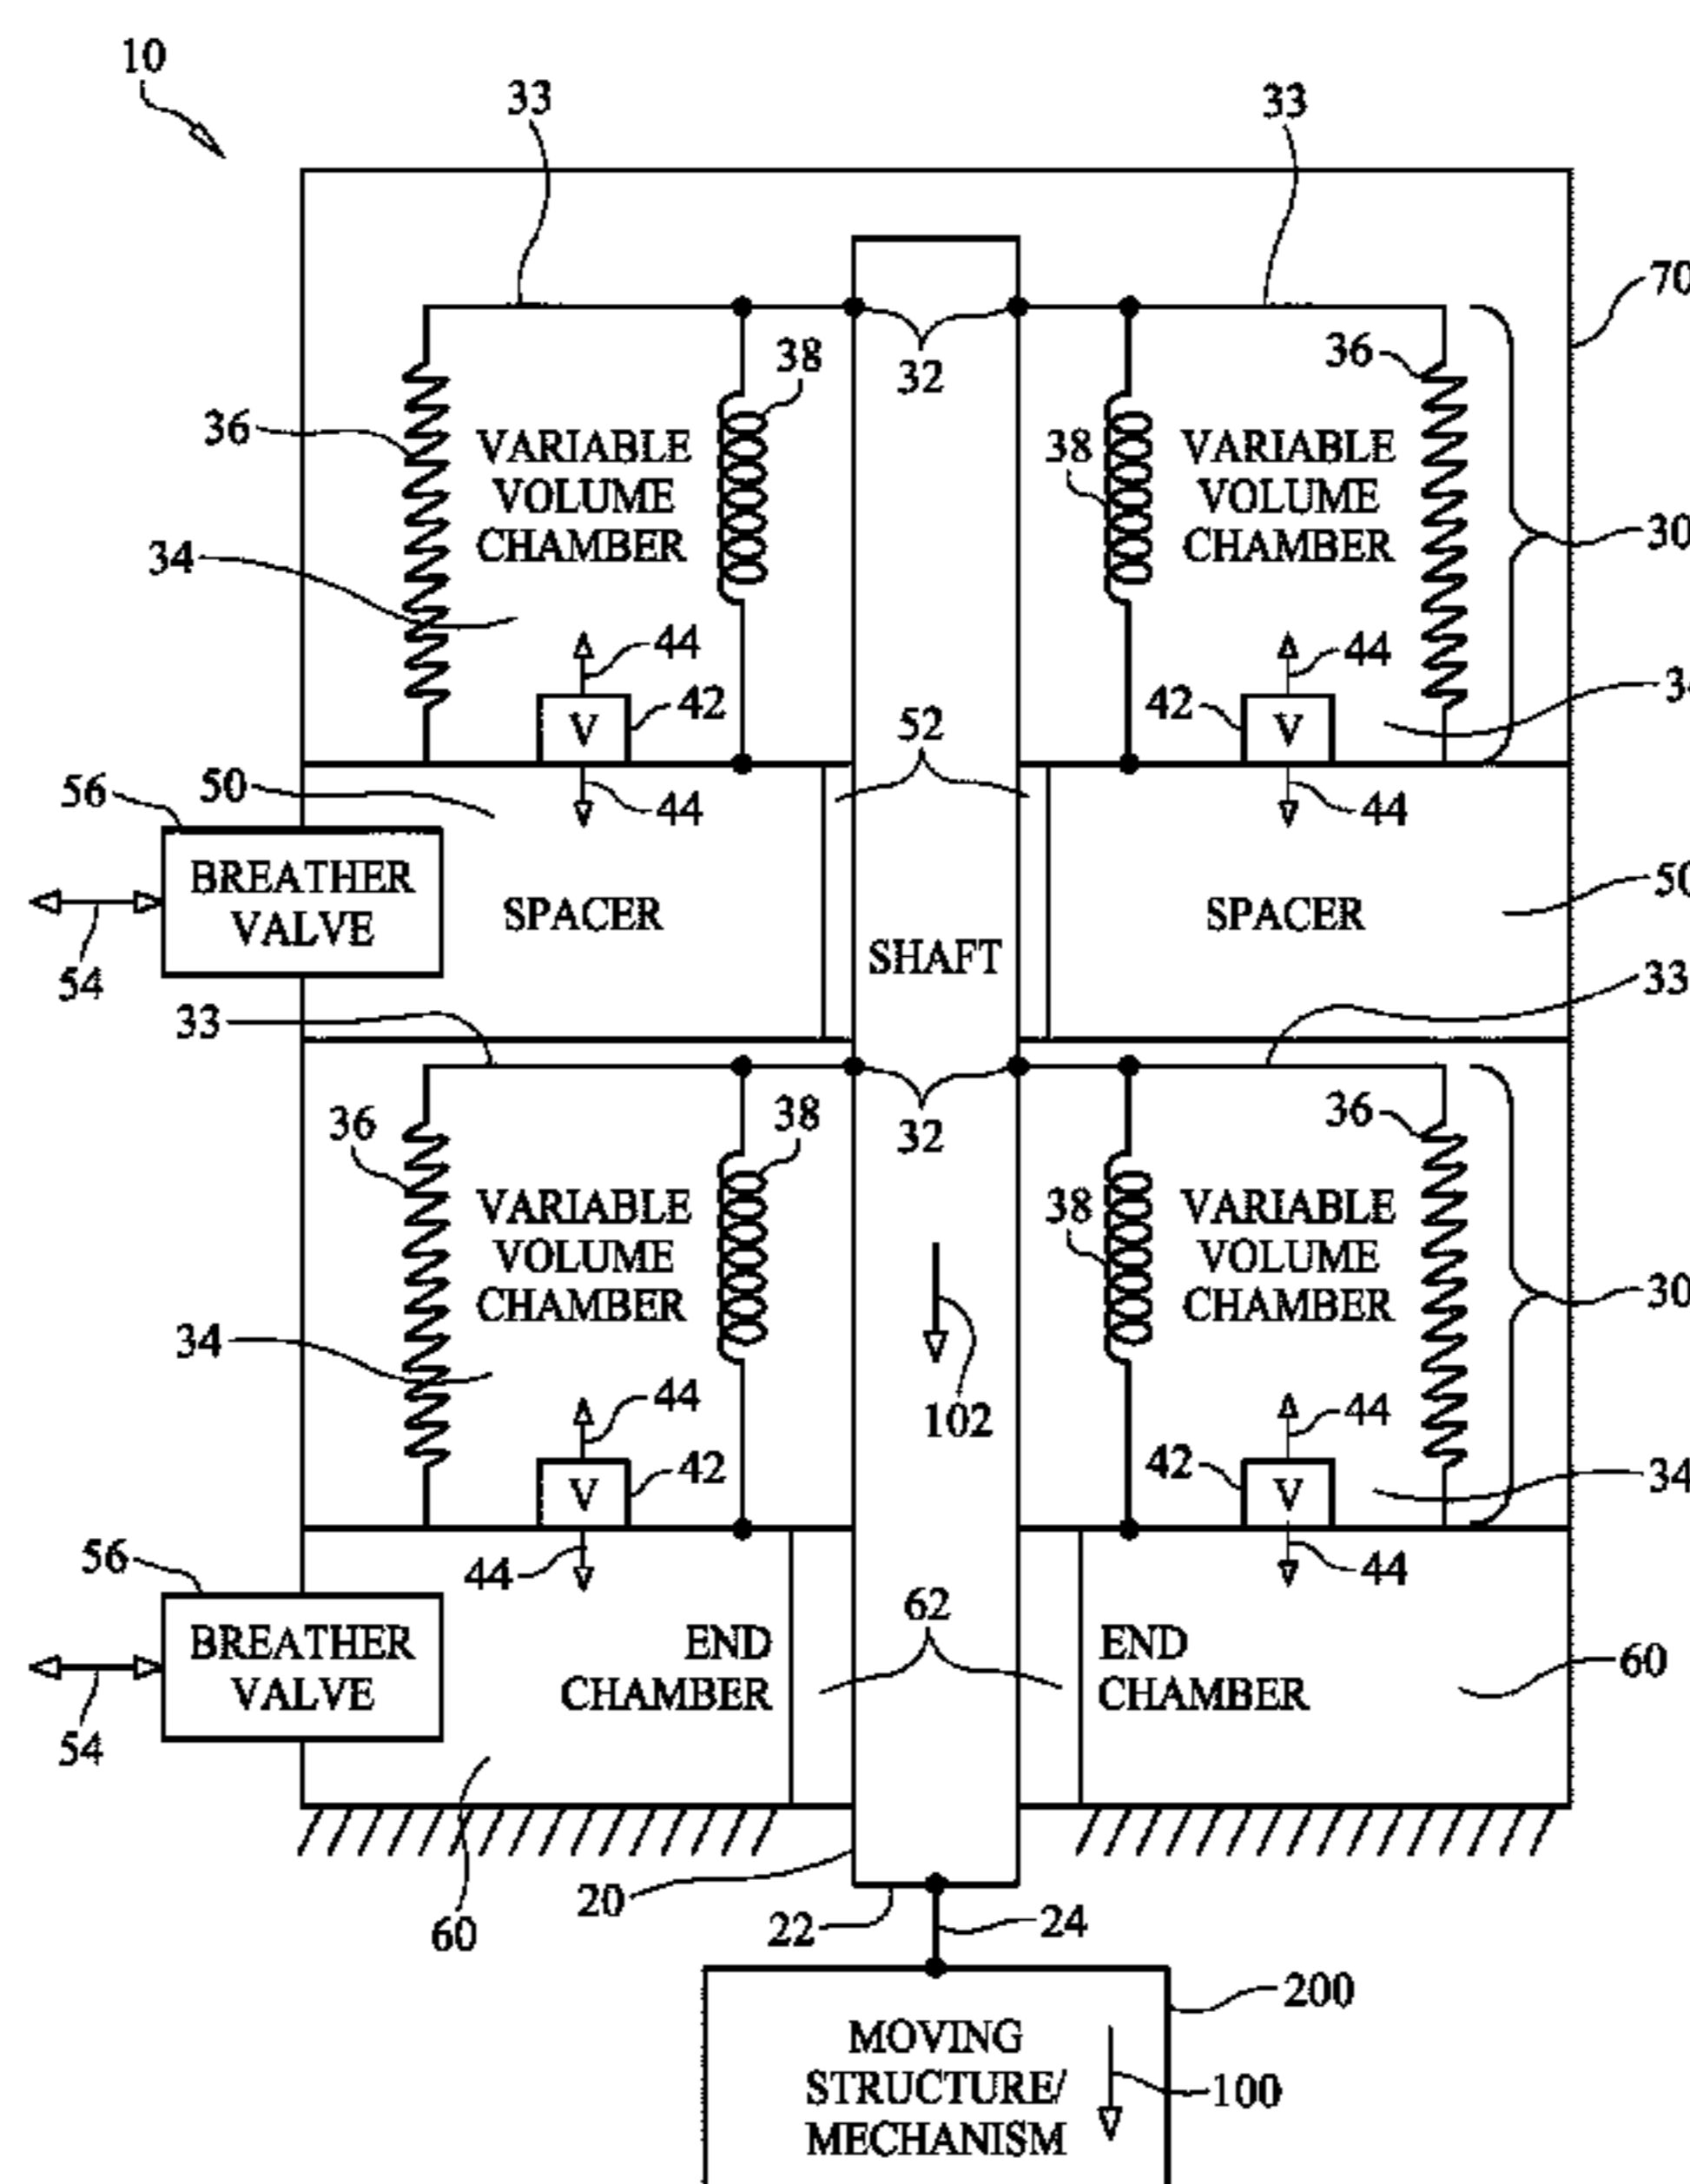 10
33
33
70
32
36
38
36
38
36
VARIABLE
VOLUME
CHAMBER
VARIABLE
VOLUME
CHAMBER
34
30
44
44
42
42
V
V
34
52
56
50
44
44
BREATHER
VALVE
SPACER
SPACER
50
SHAFT
54
33
33
36
38
32
36
38
VARIABLE
VOLUME
CHAMBER
VARIABLE
VOLUME
CHAMBER
30
34
44
102
44
42
42
V
V
34
56
44
44
62
BREATHER
VALVE
END
CHAMBER
END
CHAMBER
60
54
20
60
22
24
200
MOVING
STRUCTURE/
MECHANISM
100